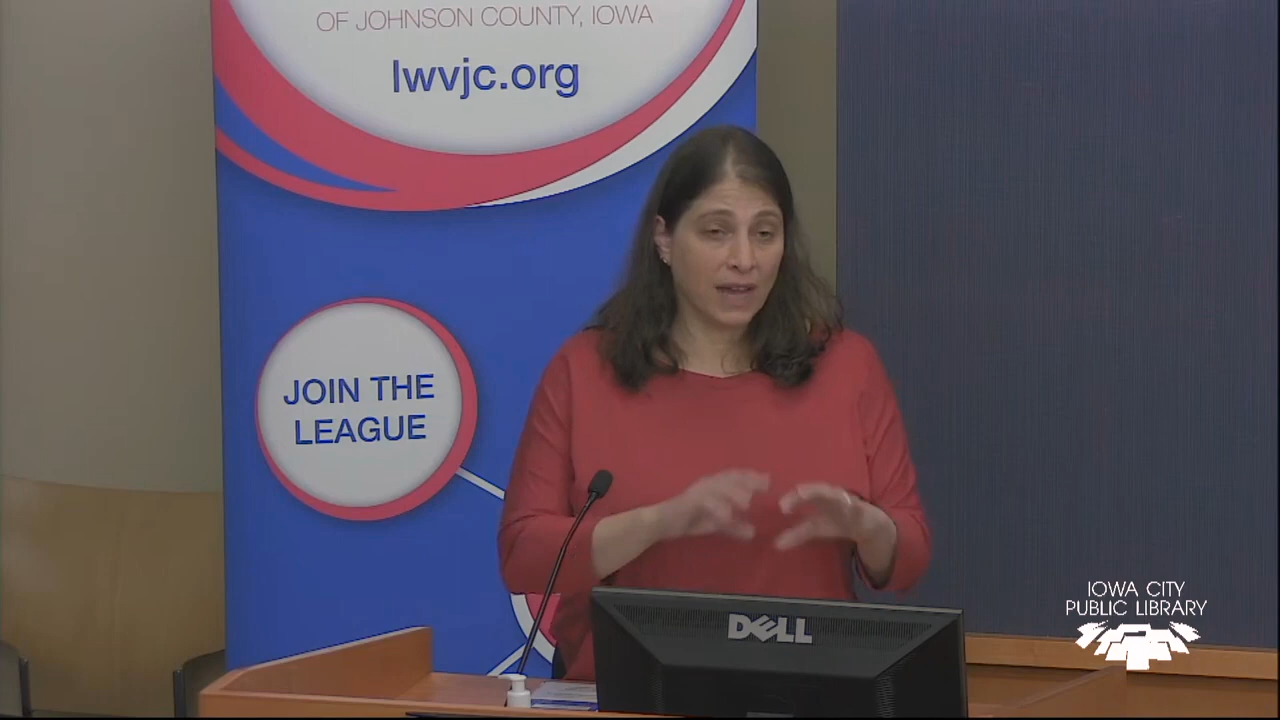 OF JOHNSON COUNTY, IOWA
lwvjc.org
JOIN THE
LEAGUE
DELL
IOWA CITY
PUBLIC LIBRARY